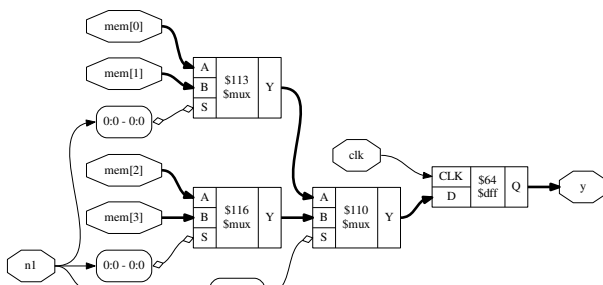 mem[0]
mem[1]
A
B
S
$113
$mux
Y
0:0 - 0:0
mem[2]
mem[3]
A
B
S
$116
$mux
Y
0:0 - 0:0
n1
A
B
S
$110
$mux
Y
clk
CLK
D
$64
$dff
Q
y